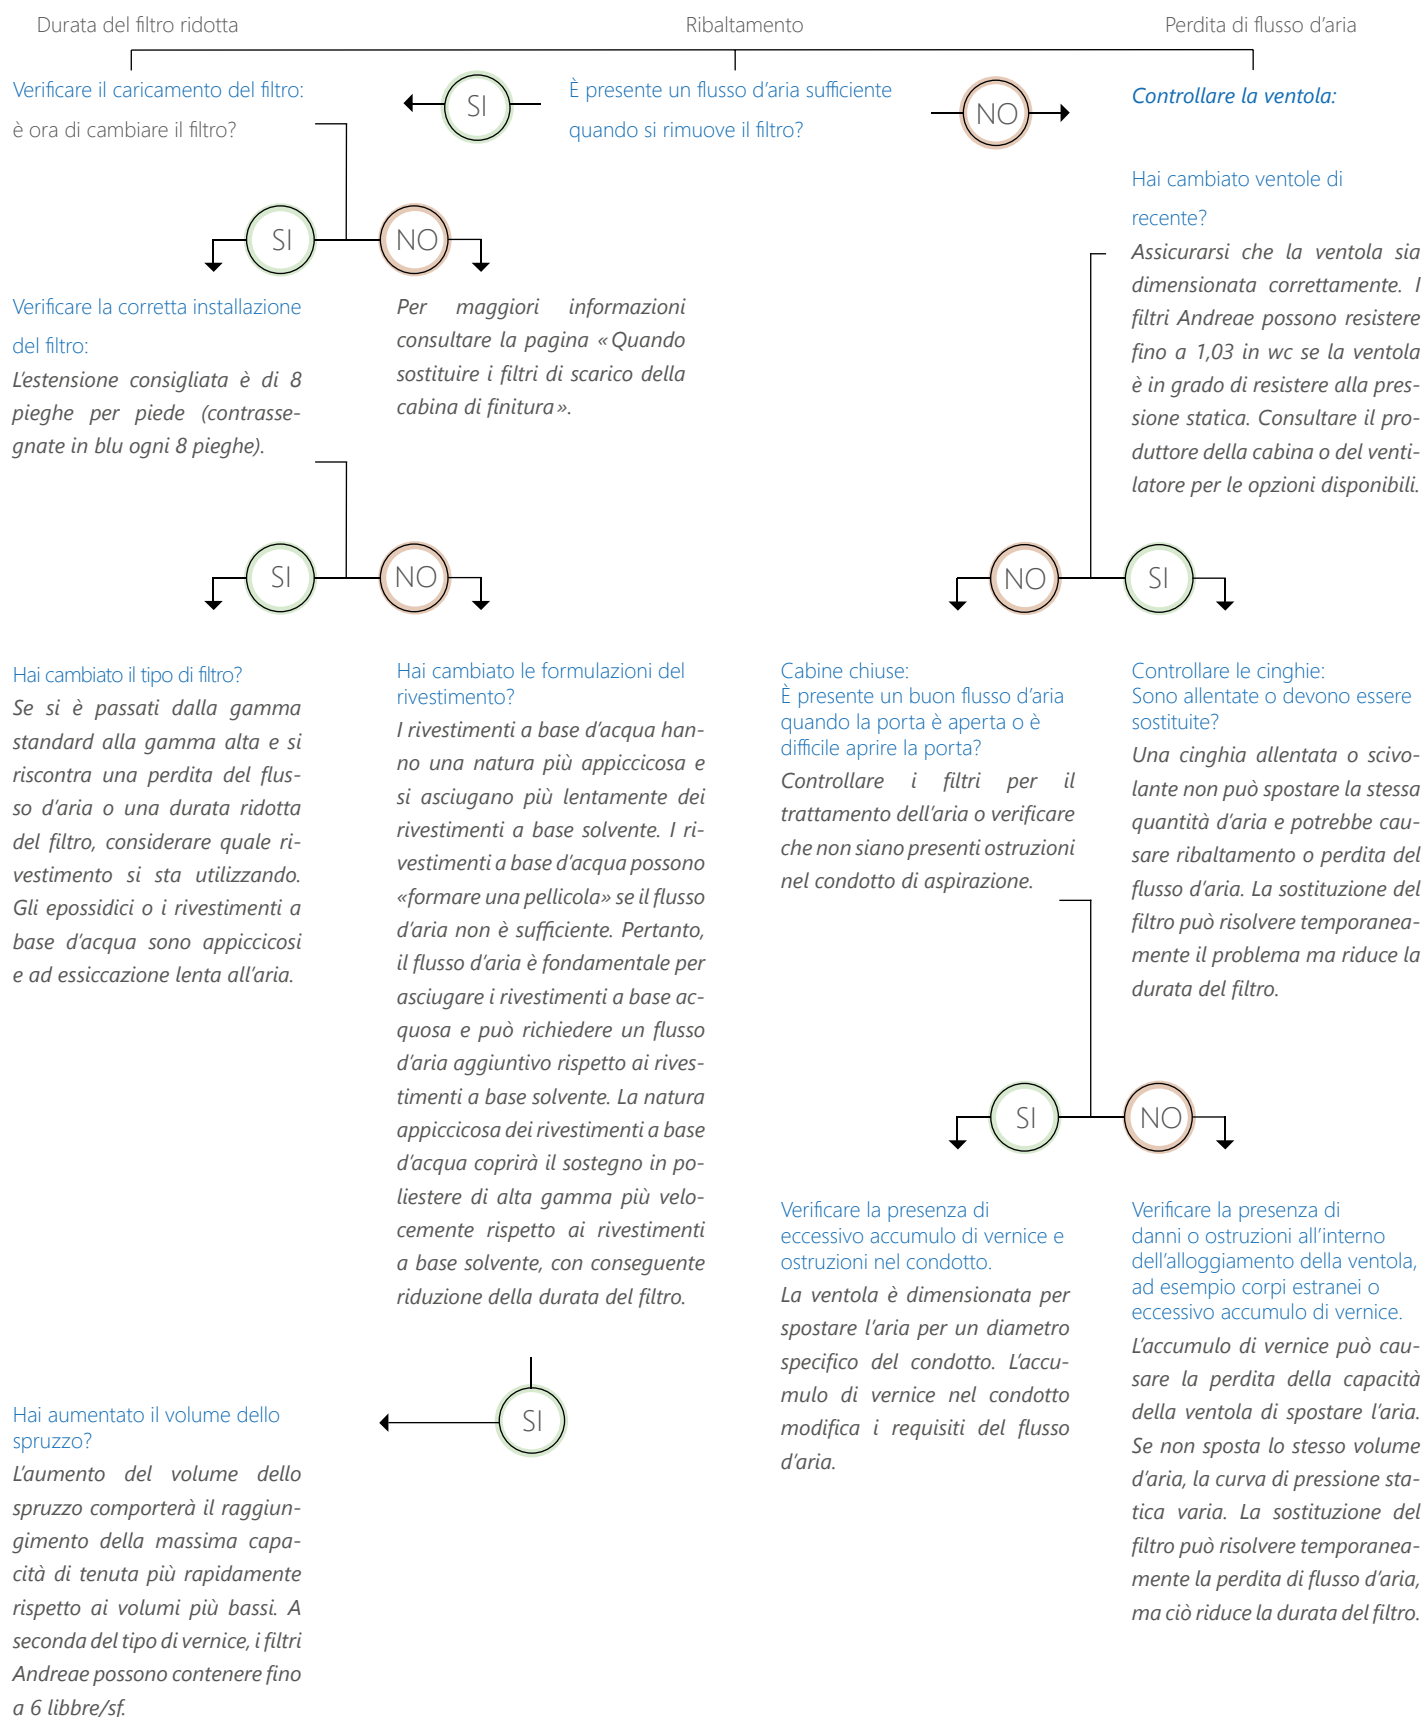 Durata del filtro ridotta
Ribaltamento
Perdita di flusso d'aria
Verificare il caricamento del filtro:
è ora di cambiare il filtro?
SI
È presente un flusso d'aria sufficiente
quando si rimuove il filtro?
NO
Controllare la ventola:
SI
NO
Verificare la corretta installazione
del filtro:
L'estensione consigliata è di 8
pieghe per piede (contrasse-
gnate in blu ogni 8 pieghe).
Per maggiori informazioni
consultare la pagina «Quando
sostituire i filtri di scarico della
cabina di finitura».
Hai cambiato ventole di
recente?
Assicurarsi che la ventola sia
dimensionata correttamente. I
filtri Andreae possono resistere
fino a 1,03 in wc se la ventola
è in grado di resistere alla pres-
sione statica. Consultare il pro-
duttore della cabina o del venti-
latore per le opzioni disponibili.
SI
NO
NO
SI
Hai cambiato il tipo di filtro?
Se si è passati dalla gamma
standard alla gamma alta e si
riscontra una perdita del flus-
so d'aria o una durata ridotta
del filtro, considerare quale ri-
vestimento si sta utilizzando.
Gli epossidici o i rivestimenti a
base d'acqua sono appiccicosi
e ad essiccazione lenta all'aria.
Hai cambiato le formulazioni del
rivestimento?
I rivestimenti a base d'acqua han-
no una natura più appiccicosa e
si asciugano più lentamente dei
rivestimenti a base solvente. I ri-
vestimenti a base d'acqua possono
«formare una pellicola» se il flusso
d'aria non è sufficiente. Pertanto,
il flusso d'aria è fondamentale per
asciugare i rivestimenti a base ac-
quosa e può richiedere un flusso
d'aria aggiuntivo rispetto ai rives-
timenti a base solvente. La natura
appiccicosa dei rivestimenti a base
d'acqua coprirà il sostegno in po-
liestere di alta gamma più velo-
cemente rispetto ai rivestimenti
a base solvente, con conseguente
riduzione della durata del filtro.
Cabine chiuse:
È presente un buon flusso d'aria
quando la porta è aperta o è
difficile aprire la porta?
Controllare i filtri per il
trattamento dell'aria o verificare
che non siano presenti ostruzioni
nel condotto di aspirazione.
Controllare le cinghie:
Sono allentate o devono essere
sostituite?
Una cinghia allentata o scivo-
lante non può spostare la stessa
quantità d'aria e potrebbe cau-
sare ribaltamento o perdita del
flusso d'aria. La sostituzione del
filtro può risolvere temporanea-
mente il problema ma riduce la
durata del filtro.
SI
NO
Verificare la presenza di
eccessivo accumulo di vernice e
ostruzioni nel condotto.
La ventola è dimensionata per
spostare l'aria per un diametro
specifico del condotto. L'accu-
mulo di vernice nel condotto
modifica i requisiti del flusso
d'aria.
Verificare la presenza di
danni o ostruzioni all'interno
dell'alloggiamento della ventola,
ad esempio corpi estranei o
eccessivo accumulo di vernice.
L'accumulo di vernice può cau-
sare la perdita della capacità
della ventola di spostare l'aria.
Se non sposta lo stesso volume
d'aria, la curva di pressione sta-
tica varia. La sostituzione del
filtro può risolvere temporanea-
mente la perdita di flusso d'aria,
ma ciò riduce la durata del filtro.
SI
Hai aumentato il volume dello
spruzzo?
L'aumento del volume dello
spruzzo comporterà il raggiun-
gimento della massima capa-
cità di tenuta più rapidamente
rispetto ai volumi più bassi. A
seconda del tipo di vernice, i filtri
Andreae possono contenere fino
a 6 libbre/sf.